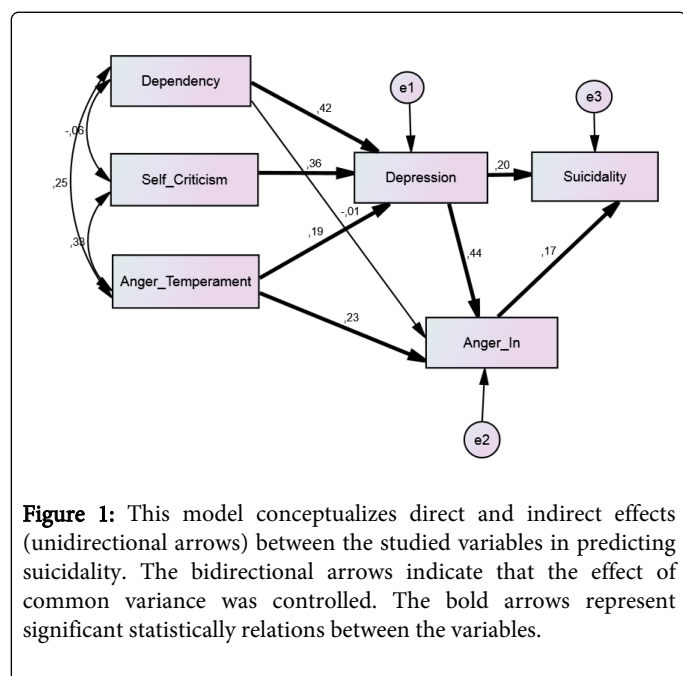 Dependency
e1
e3
,42
-,06
Self_Criticism
,36
Depression
,20
Suicidality
,25
-,01
,19
,33
,44
,17
Anger_Temperament
,23
Anger_In
e2
Figure 1: This model conceptualizes direct and indirect effects
(unidirectional arrows) between the studied variables in predicting
suicidality. The bidirectional arrows indicate that the effect of
common variance was controlled. The bold arrows represent
significant statistically relations between the variables.